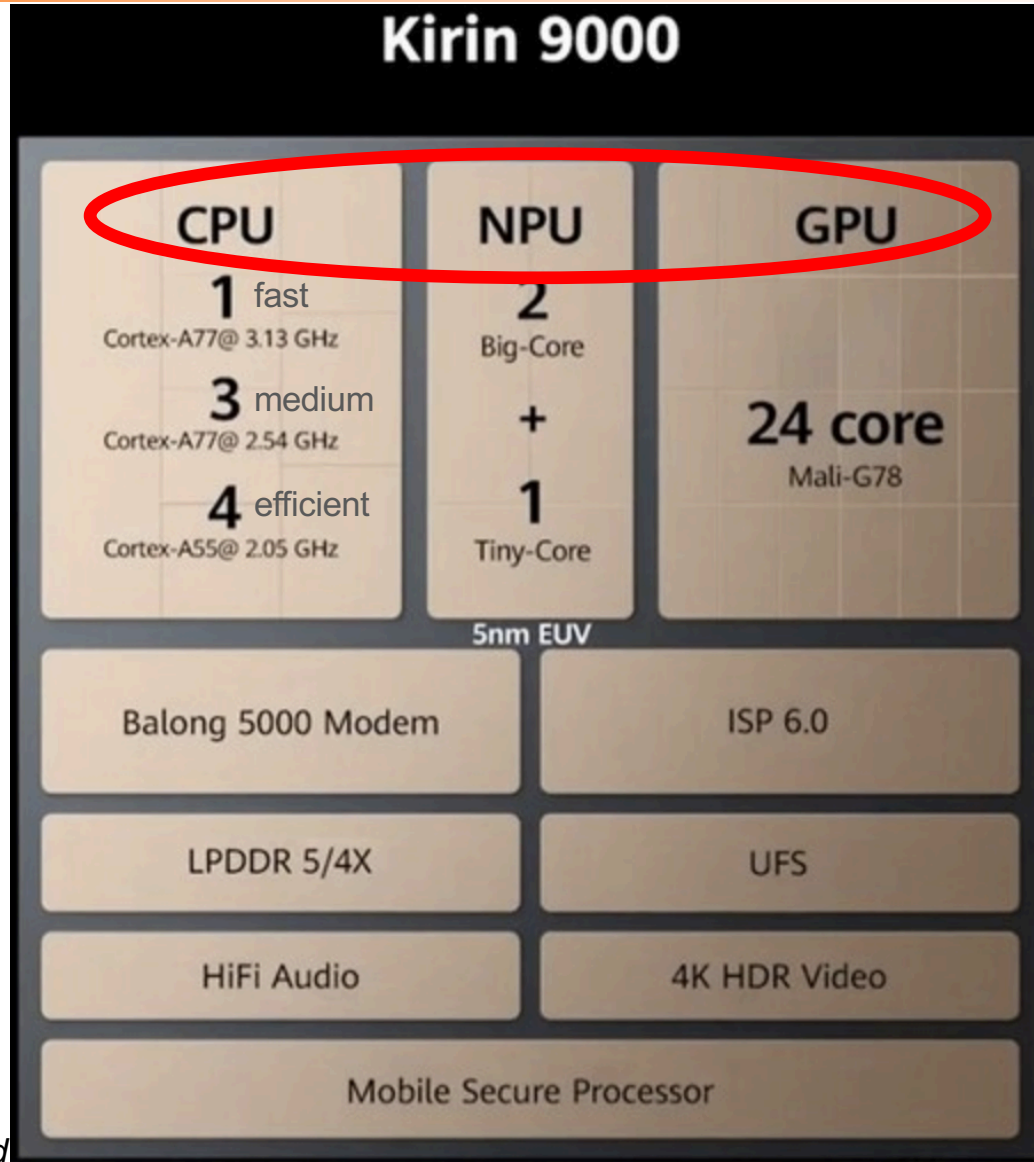 Kirin 9000
CPU
1 fast
Cortex-A77@ 3.13 GHz
3 medium
Cortex-A77@ 2.54 GHz
4 efficient
Cortex-A55@ 2.05 GHz
NPU
2
Big-Core
+
1
Tiny-Core
GPU
24 core
Mali-G78
5nm EUV
Balong 5000 Modem
ISP 6.0
LPDDR 5/4X
UFS
HiFi Audio
4K HDR Video
Mobile Secure Processor